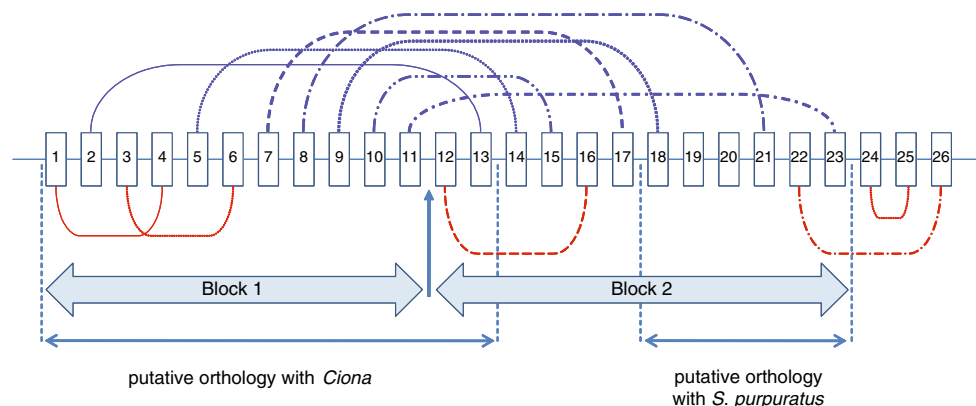 1 2 3 4 5 6 7 8 9 10 11 12 13 14 15 16 17 18 19 20 21 22 23 24 25 26
Block 1 Block 2
putative orthology with Ciona
putative orthology
with S. purpuratus